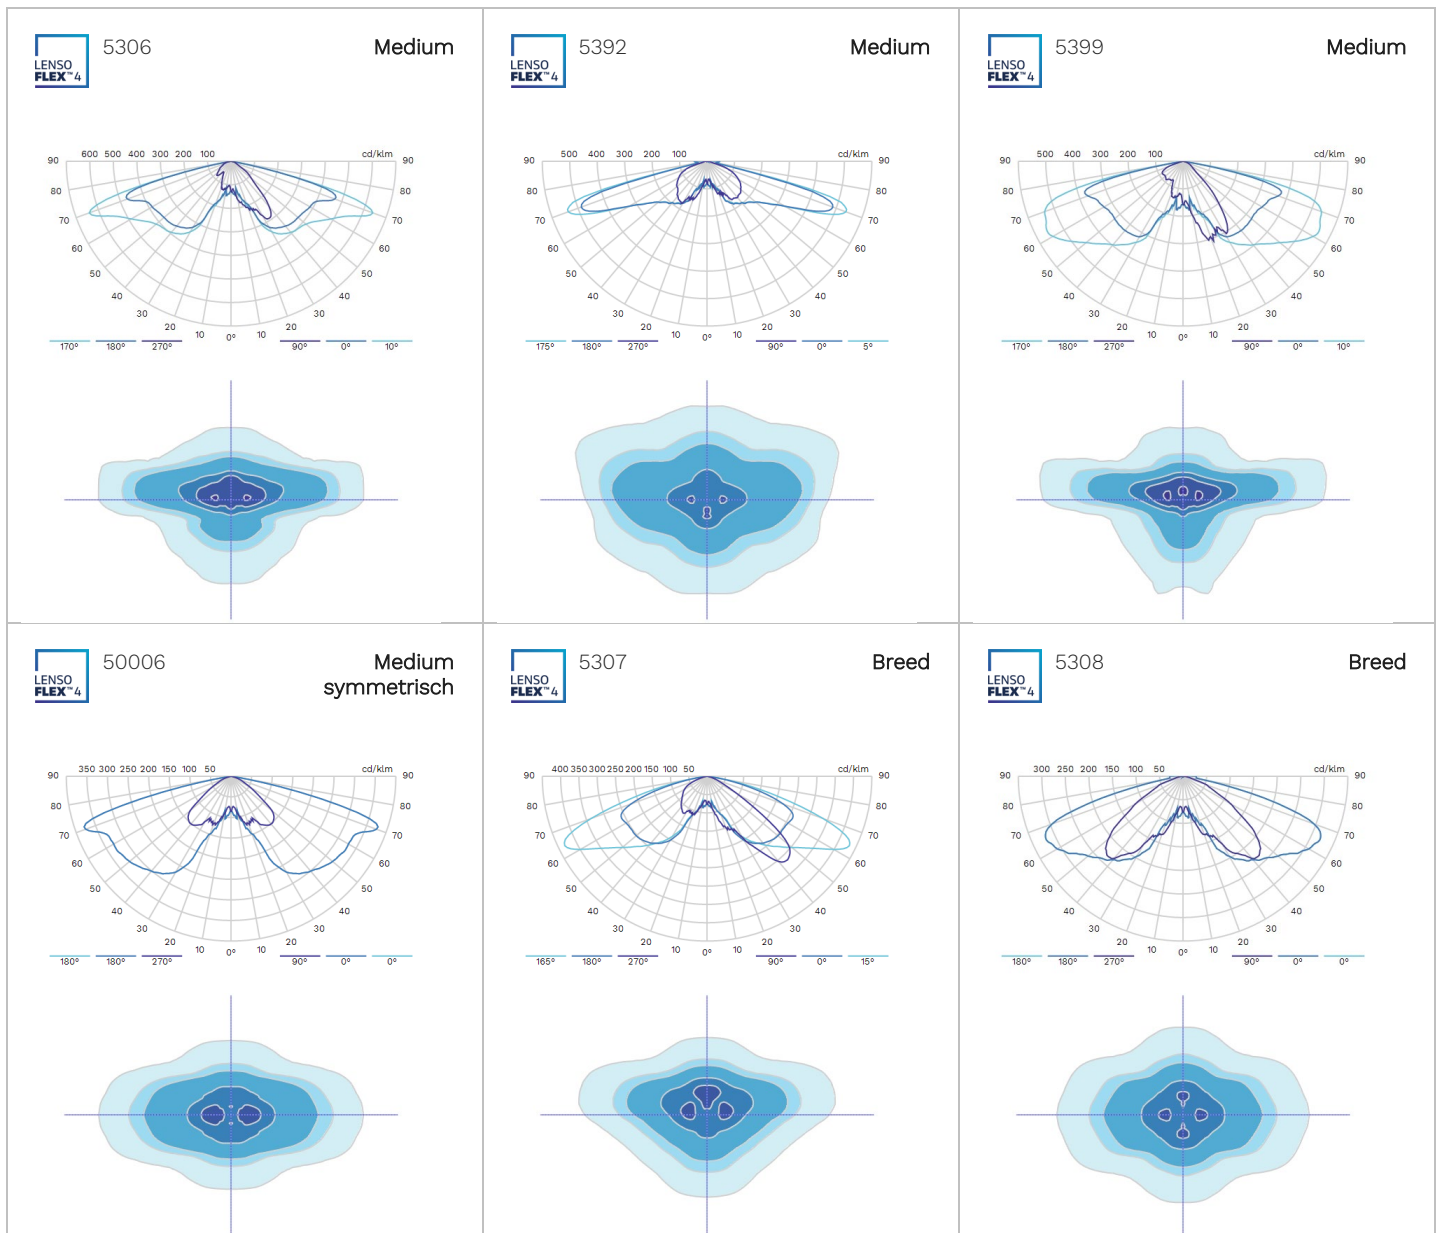 5306 Medium
LENSO
FLEX™4
90 600 500 400 300 200 100 cd/klm 90
80 80
70 70
60 60
50 50
40 40
30 30
20 20
10 0° 10
170° 180° 270° 90° 0° 10°
5392 Medium
LENSO
FLEX™4
90 500 400 300 200 100 cd/klm 90
80 80
70 70
60 60
50 50
40 40
30 30
20 20
10 0° 10
175° 180° 270° 90° 0° 5°
5399 Medium
LENSO
FLEX™4
90 500 400 300 200 100 cd/klm 90
80 80
70 70
60 60
50 50
40 40
30 30
20 20
10 0° 10
170° 180° 270° 90° 0° 10°
50006 Medium
symmetrisch
LENSO
FLEX™4
90 350 300 250 200 150 100 50 cd/klm 90
80 80
70 70
60 60
50 50
40 40
30 30
20 20
10 0° 10
180° 180° 270° 90° 0° 0°
5307 Breed
LENSO
FLEX™4
90 400 350 300 250 200 150 100 50 cd/klm 90
80 80
70 70
60 60
50 50
40 40
30 30
20 20
10 0° 10
165° 180° 270° 90° 0° 15°
5308 Breed
LENSO
FLEX™4
90 300 250 200 150 100 50 cd/klm 90
80 80
70 70
60 60
50 50
40 40
30 30
20 20
10 0° 10
180° 180° 270° 90° 0° 0°